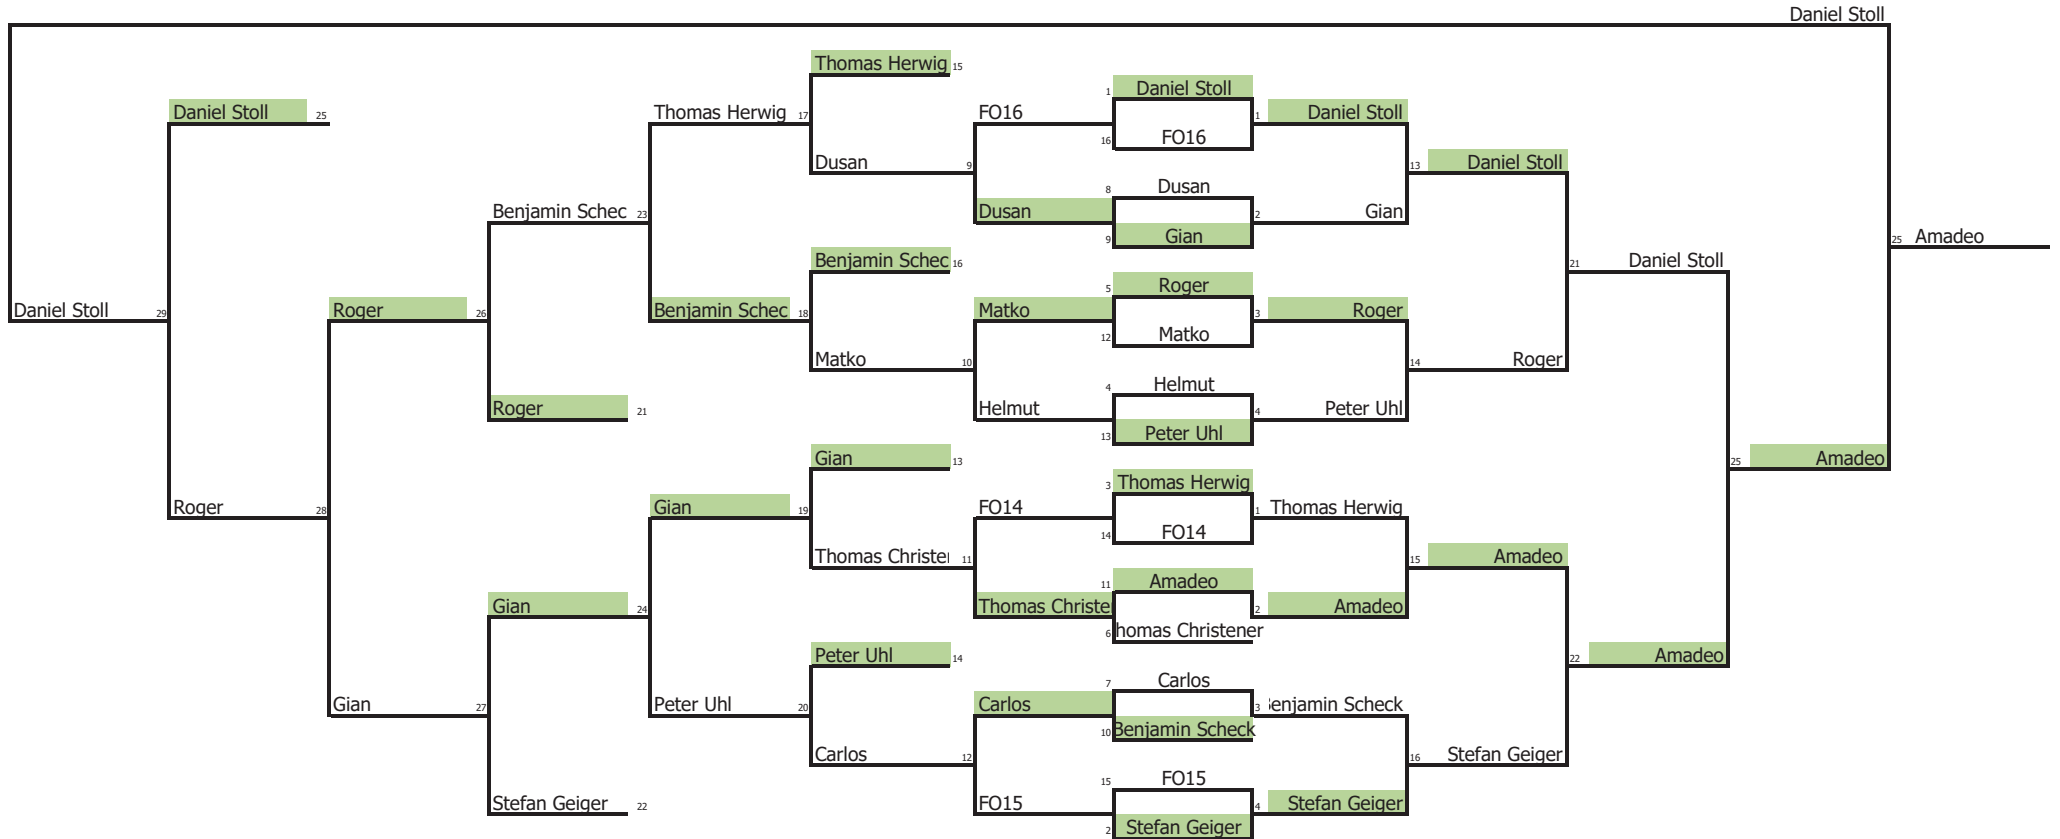 Daniel Stoll
Thomas Herwig 15
1 Daniel Stoll
Daniel Stoll 25
Thomas Herwig 17
FO16
1 Daniel Stoll
16 FO16
Dusan 9
13 Daniel Stoll
8 Dusan
Benjamin Schec 23
Dusan
2 Gian
9 Gian
25 Amadeo
Benjamin Schec 16
21 Daniel Stoll
5 Roger
Daniel Stoll 29
Roger 26
Benjamin Schec 18
Matko
3 Roger
12 Matko
Matko 10
14 Roger
4 Helmut
Roger 21
Helmut
4 Peter Uhl
13 Peter Uhl
Gian 13
25 Amadeo
3 Thomas Herwig
Roger 28
Gian 19
FO14
1 Thomas Herwig
14 FO14
Thomas Christe 11
15 Amadeo
11 Amadeo
Gian 24
Thomas Christe
2 Amadeo
6 homas Christener
Peter Uhl 14
22 Amadeo
7 Carlos
Gian 27
Peter Uhl 20
Carlos
3 Benjamin Scheck
10 Benjamin Scheck
Carlos 12
16 Stefan Geiger
15 FO15
Stefan Geiger 22
FO15
4 Stefan Geiger
2 Stefan Geiger